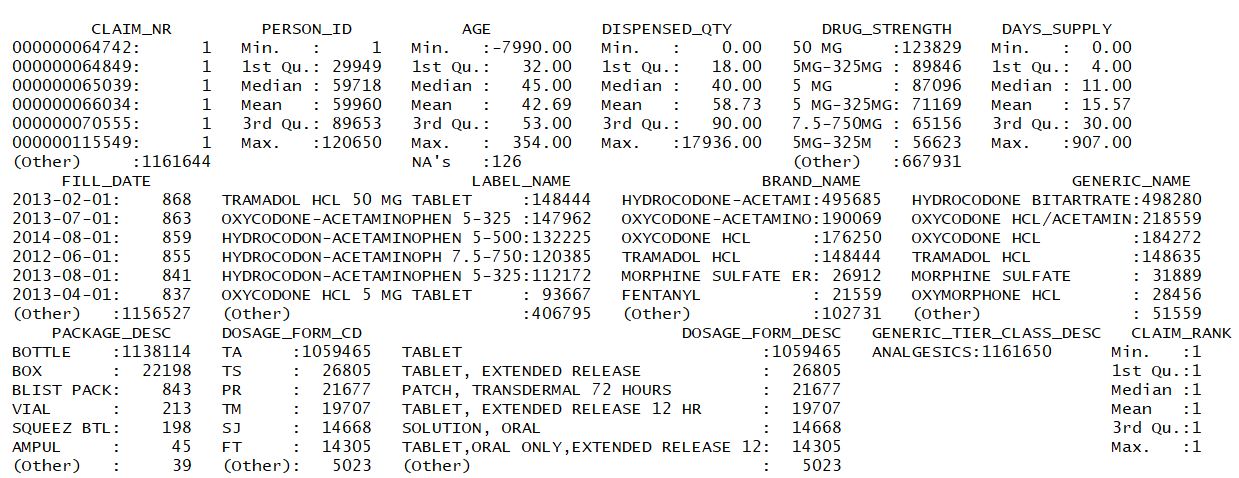 CLAIM_NR PERSON_ID AGE DISPENSED_QTY DRUG_STRENGTH DAYS_SUPPLY
000000064742: 1 Min. : 1 Min. :-7990.00 Min. : 0.00 50 MG :123829 Min. : 0.00
000000064849: 1 1st Qu.: 29949 1st Qu.: 32.00 1st Qu.: 18.00 5MG-325MG : 89846 1st Qu.: 4.00
000000065039: 1 Median : 59718 Median : 45.00 Median : 40.00 5 MG : 87096 Median : 11.00
000000066034: 1 Mean : 59960 Mean : 42.69 Mean : 58.73 5 MG-325MG: 71169 Mean : 15.57
000000070555: 1 3rd Qu.: 89653 3rd Qu.: 53.00 3rd Qu.: 90.00 7.5-750MG : 65156 3rd Qu.: 30.00
000000115549: 1 Max. :120650 Max. : 354.00 Max. :17936.00 5MG-325M : 56623 Max. :907.00
(Other) :1161644 NA's :126 (Other) :667931
FILL_DATE LABEL_NAME BRAND_NAME GENERIC_NAME
2013-02-01: 868 TRAMADOL HCL 50 MG TABLET :148444 HYDROCODONE-ACETAMI:495685 HYDROCODONE BITARTRATE:498280
2013-07-01: 863 OXYCODONE-ACETAMINOPHEN 5-325 :147962 OXYCODONE-ACETAMINO:190069 OXYCODONE HCL/ACETAMIN:218559
2014-08-01: 859 HYDROCODON-ACETAMINOPHEN 5-500:132225 OXYCODONE HCL :176250 OXYCODONE HCL :184272
2012-06-01: 855 HYDROCODON-ACETAMINOPH 7.5-750:120385 TRAMADOL HCL :148444 TRAMADOL HCL :148635
2013-08-01: 841 HYDROCODON-ACETAMINOPHEN 5-325:112172 MORPHINE SULFATE ER: 26912 MORPHINE SULFATE : 31889
2013-04-01: 837 OXYCODONE HCL 5 MG TABLET : 93667 FENTANYL : 21559 OXYMORPHONE HCL : 28456
(Other) :1156527 (Other) :406795 (Other) :102731 (Other) : 51559
PACKAGE_DESC DOSAGE_FORM_CD DOSAGE_FORM_DESC GENERIC_TIER_CLASS_DESC CLAIM_RANK
BOTTLE :1138114 TA :1059465 TABLET :1059465 ANALGESICS:1161650 Min. :1
BOX : 22198 TS : 26805 TABLET, EXTENDED RELEASE : 26805 1st Qu.:1
BLIST PACK: 843 PR : 21677 PATCH, TRANSDERMAL 72 HOURS : 21677 Median :1
VIAL : 213 TM : 19707 TABLET, EXTENDED RELEASE 12 HR : 19707 Mean :1
SQUEEZ BTL: 198 SJ : 14668 SOLUTION, ORAL : 14668 3rd Qu.:1
AMPUL : 45 FT : 14305 TABLET,ORAL ONLY,EXTENDED RELEASE 12: 14305 Max. :1
(Other) : 39 (Other): 5023 (Other) : 5023